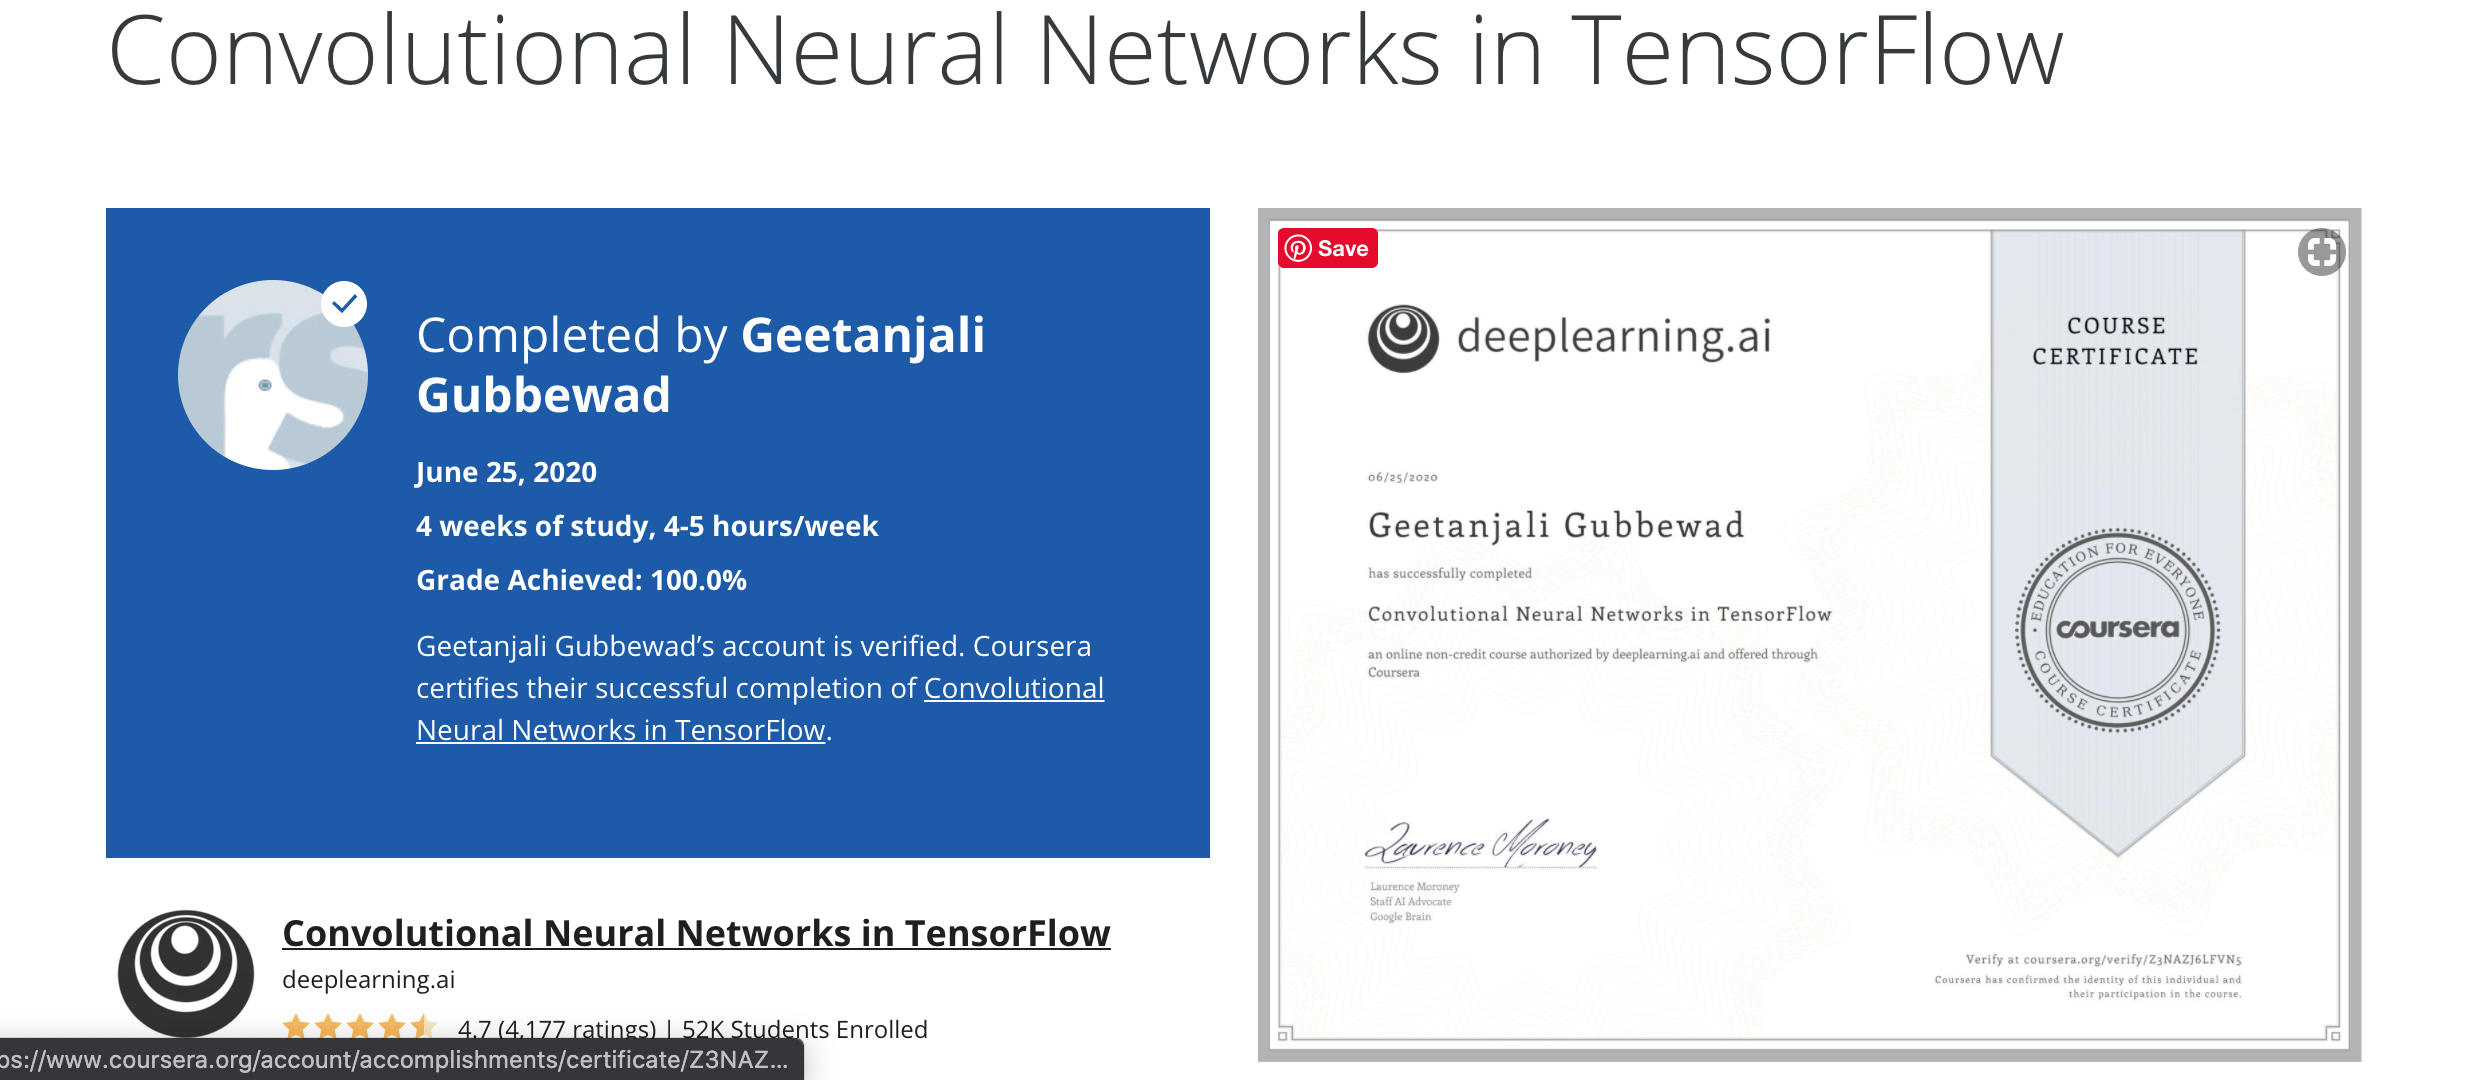 Convolutional Neural Networks in TensorFlow
Completed by Geetanjali
Gubbewad
June 25, 2020
4 weeks of study, 4-5 hours/week
Grade Achieved: 100.0%
Geetanjali Gubbewad’s account is verified. Coursera
certifies their successful completion of Convolutional
Neural Networks in TensorFlow.
Convolutional Neural Networks in TensorFlow
deeplearning.ai
4.7 (4,177 ratings) | 52K Students Enrolled
ps://www.coursera.org/account/accomplishments/certificate/Z3NAZ...
Save
deeplearning.ai
COURSE
CERTIFICATE
06/25/2020
Geetanjali Gubbewad
has successfully completed
Convolutional Neural Networks in TensorFlow
an online non-credit course authorized by deeplearning.ai and offered through
Coursera
EDUCATION FOR EVERYONE
coursera
COURSE CERTIFICATE
Laurence Moroney
Laurence Moroney
Staff AI Advocate
Google Brain
Verify at coursera.org/verify/Z3NAZJ6LFVN5
Coursera has confirmed the identity of this individual and
their participation in the course.